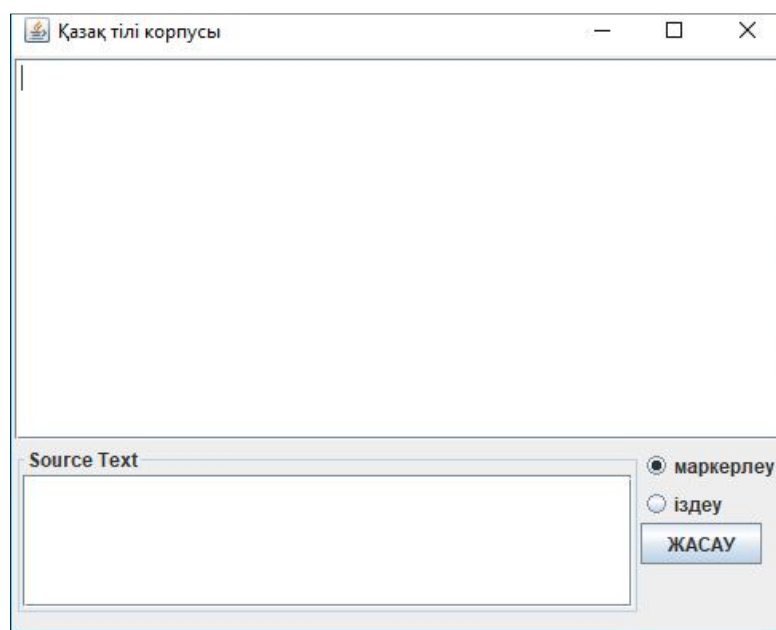 Қазақ тілі корпусы
Source Text
маркерлеу
іздеу
ЖАСАУ